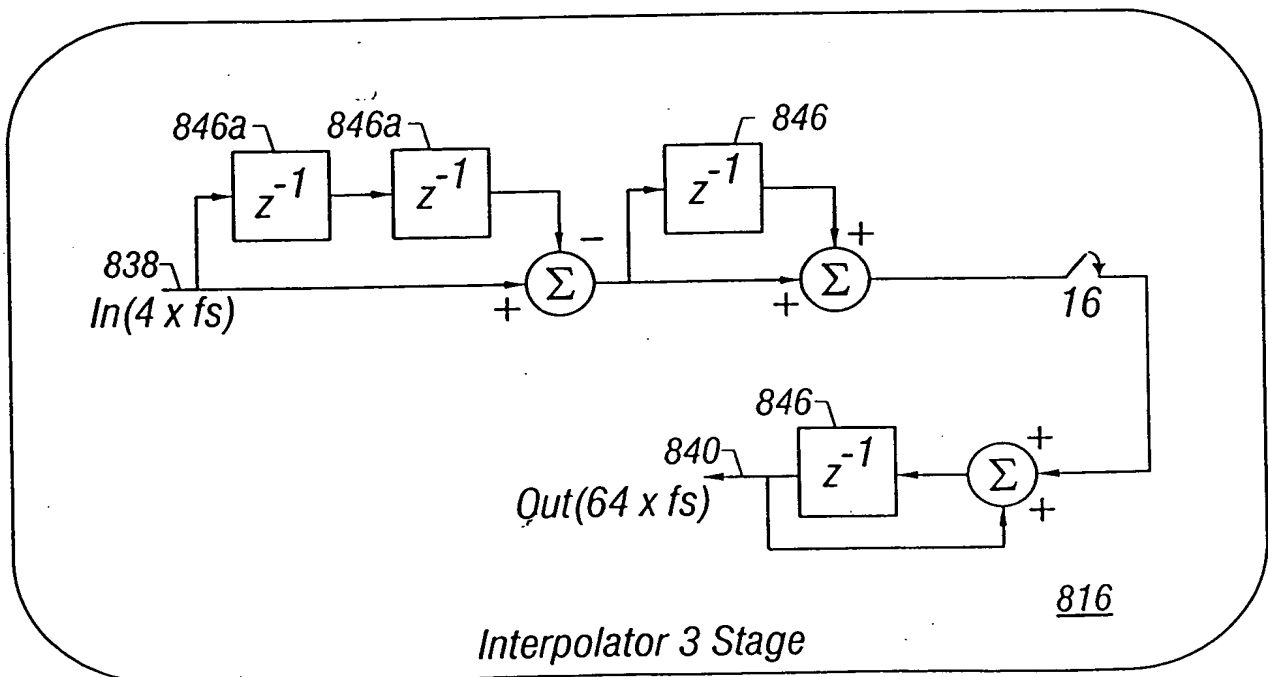 846a 846a 846
z⁻¹ z⁻¹ z⁻¹
− +
838
In(4 x fs) + Σ + Σ 16
846
840 z⁻¹ Σ + +
Out(64 x fs)
816
Interpolator 3 Stage